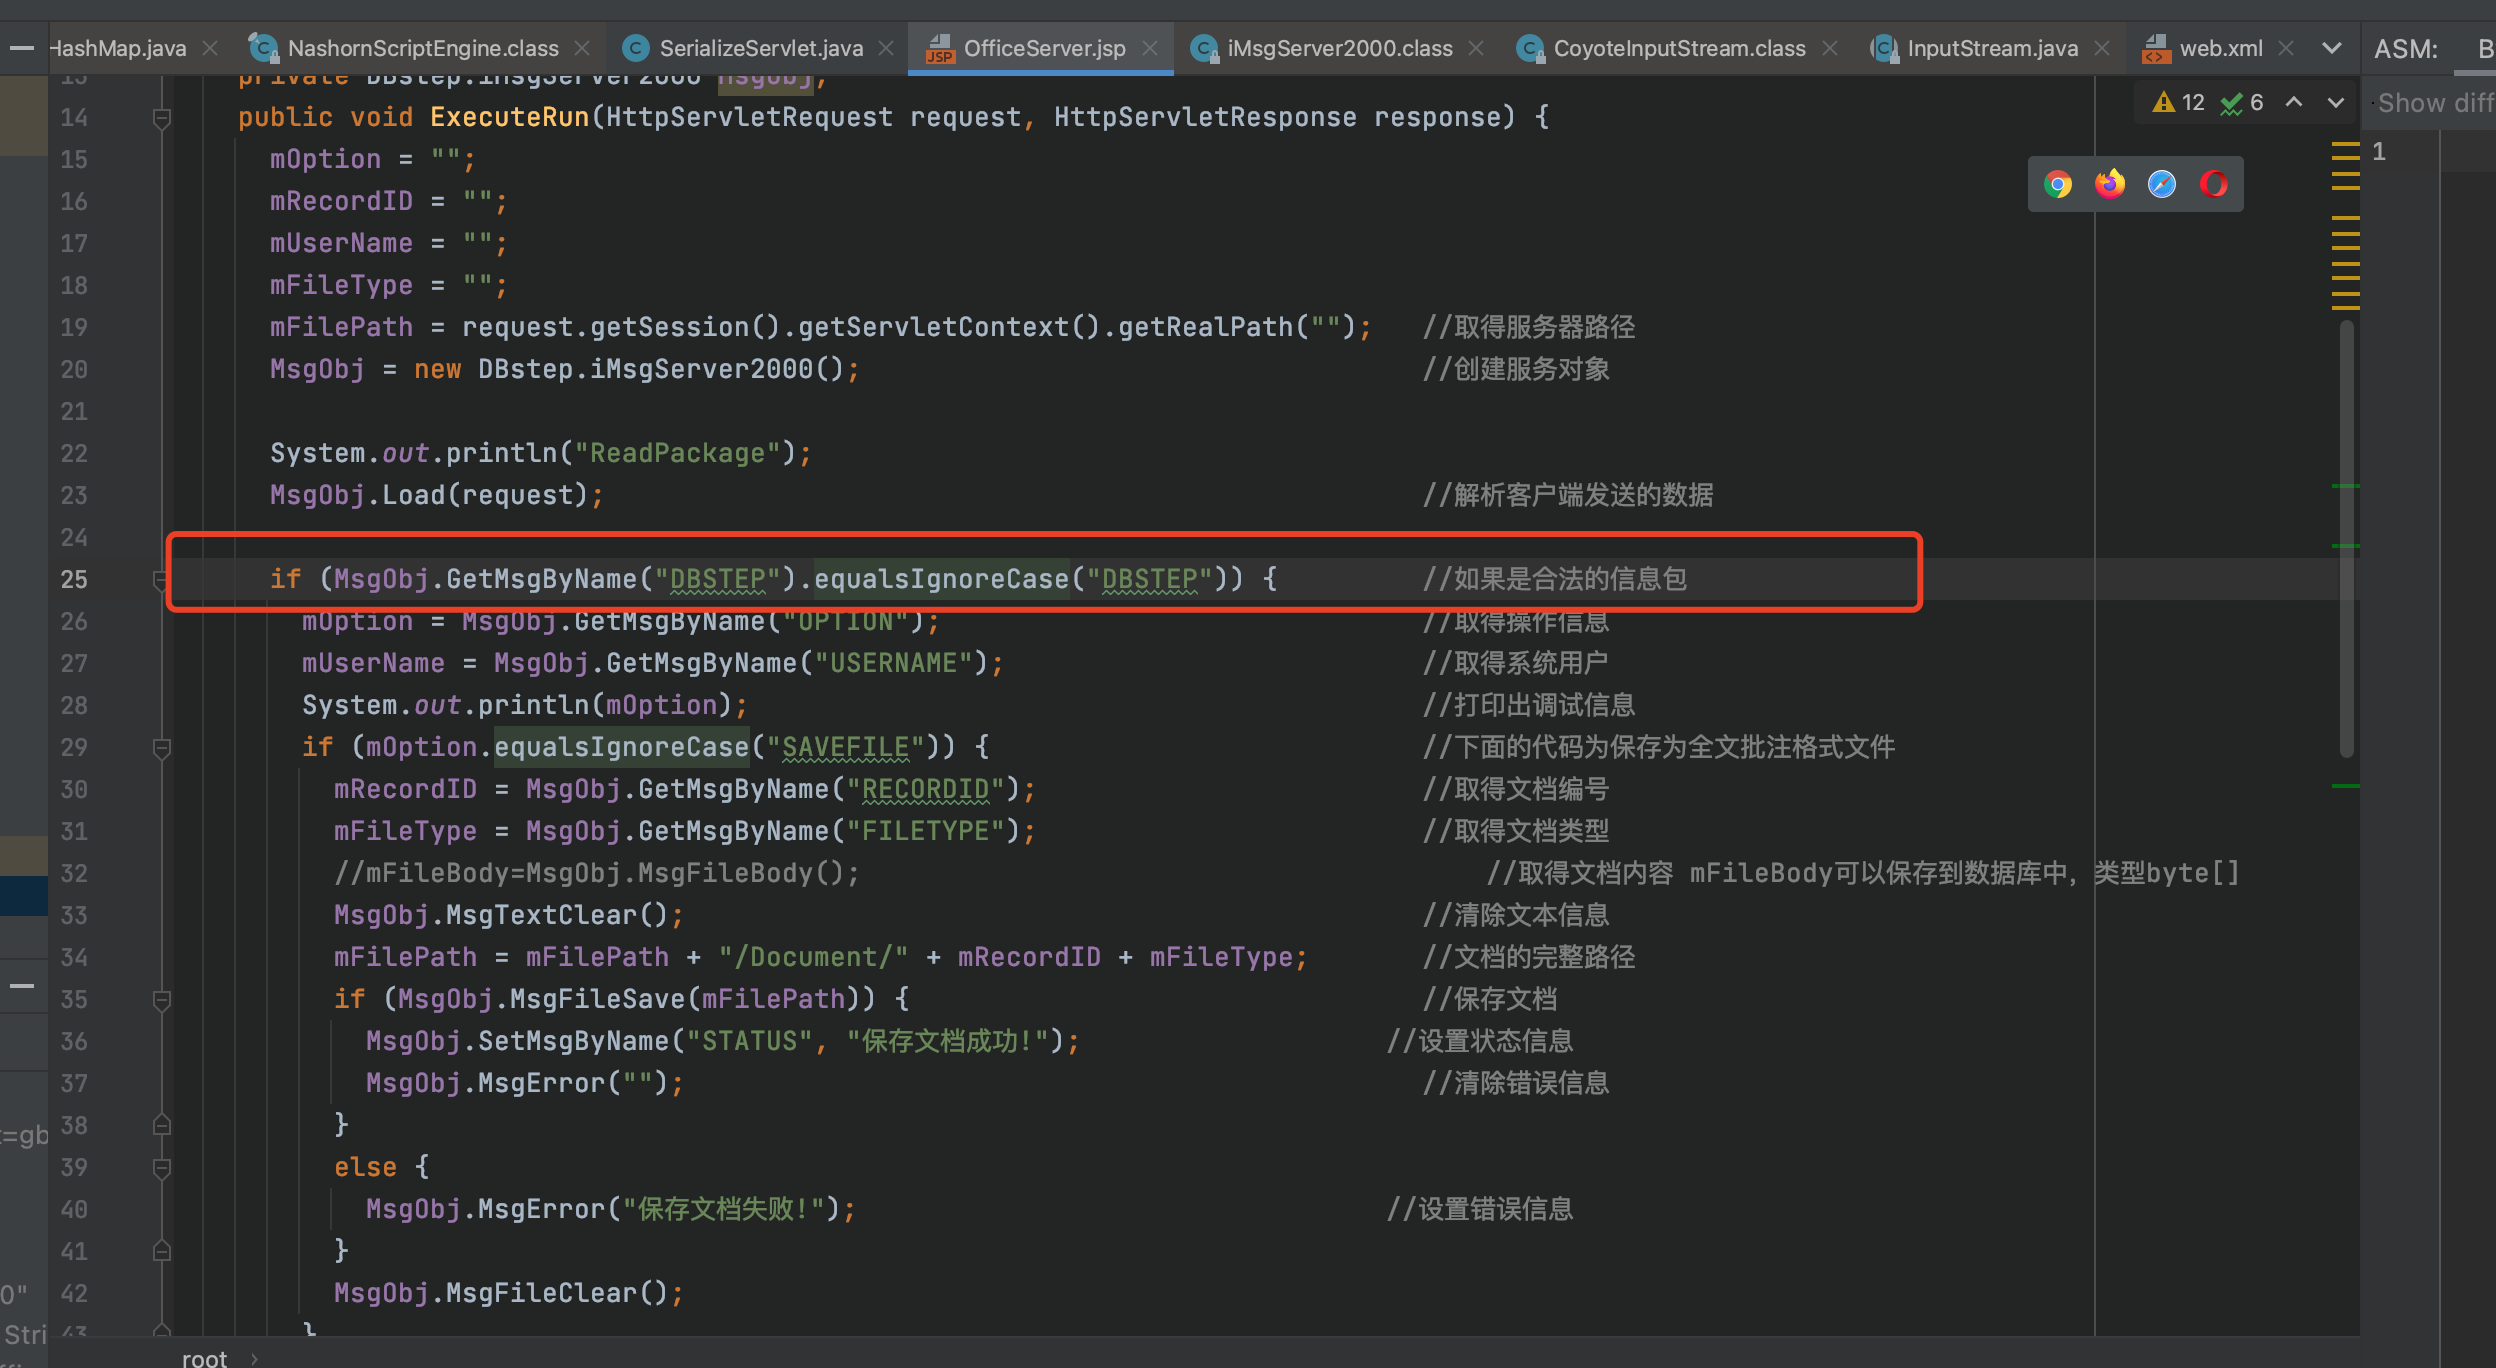 HashMap.java
NashornScriptEngine.class
SerializeServlet.java
OfficeServer.jsp
iMsgServer2000.class
CoyoteInputStream.class
InputStream.java
web.xml
ASM:
B
13 private DBstep.iMsgServer2000 MsgObj;
14 public void ExecuteRun(HttpServletRequest request, HttpServletResponse response) {
12 6
Show diff
1
15 mOption = "";
16 mRecordID = "";
17 mUserName = "";
18 mFileType = "";
19 mFilePath = request.getSession().getServletContext().getRealPath(""); //取得服务器路径
20 MsgObj = new DBstep.iMsgServer2000(); //创建服务对象
21
22 System.out.println("ReadPackage");
23 MsgObj.Load(request); //解析客户端发送的数据
24
25 if (MsgObj.GetMsgByName("DBSTEP").equalsIgnoreCase("DBSTEP")) { //如果是合法的信息包
26 mOption = MsgObj.GetMsgByName("OPTION"); //取得操作信息
27 mUserName = MsgObj.GetMsgByName("USERNAME"); //取得系统用户
28 System.out.println(mOption); //打印出调试信息
29 if (mOption.equalsIgnoreCase("SAVEFILE")) { //下面的代码为保存为全文批注格式文件
30 mRecordID = MsgObj.GetMsgByName("RECORDID"); //取得文档编号
31 mFileType = MsgObj.GetMsgByName("FILETYPE"); //取得文档类型
32 //mFileBody=MsgObj.MsgFileBody(); //取得文档内容 mFileBody可以保存到数据库中，类型byte[]
33 MsgObj.MsgTextClear(); //清除文本信息
34 mFilePath = mFilePath + "/Document/" + mRecordID + mFileType; //文档的完整路径
35 if (MsgObj.MsgFileSave(mFilePath)) { //保存文档
36 MsgObj.SetMsgByName("STATUS", "保存文档成功!"); //设置状态信息
37 MsgObj.MsgError(""); //清除错误信息
38 }
39 else {
40 MsgObj.MsgError("保存文档失败!"); //设置错误信息
41 }
42 MsgObj.MsgFileClear();
43 }
=gb
0"
Stri
root